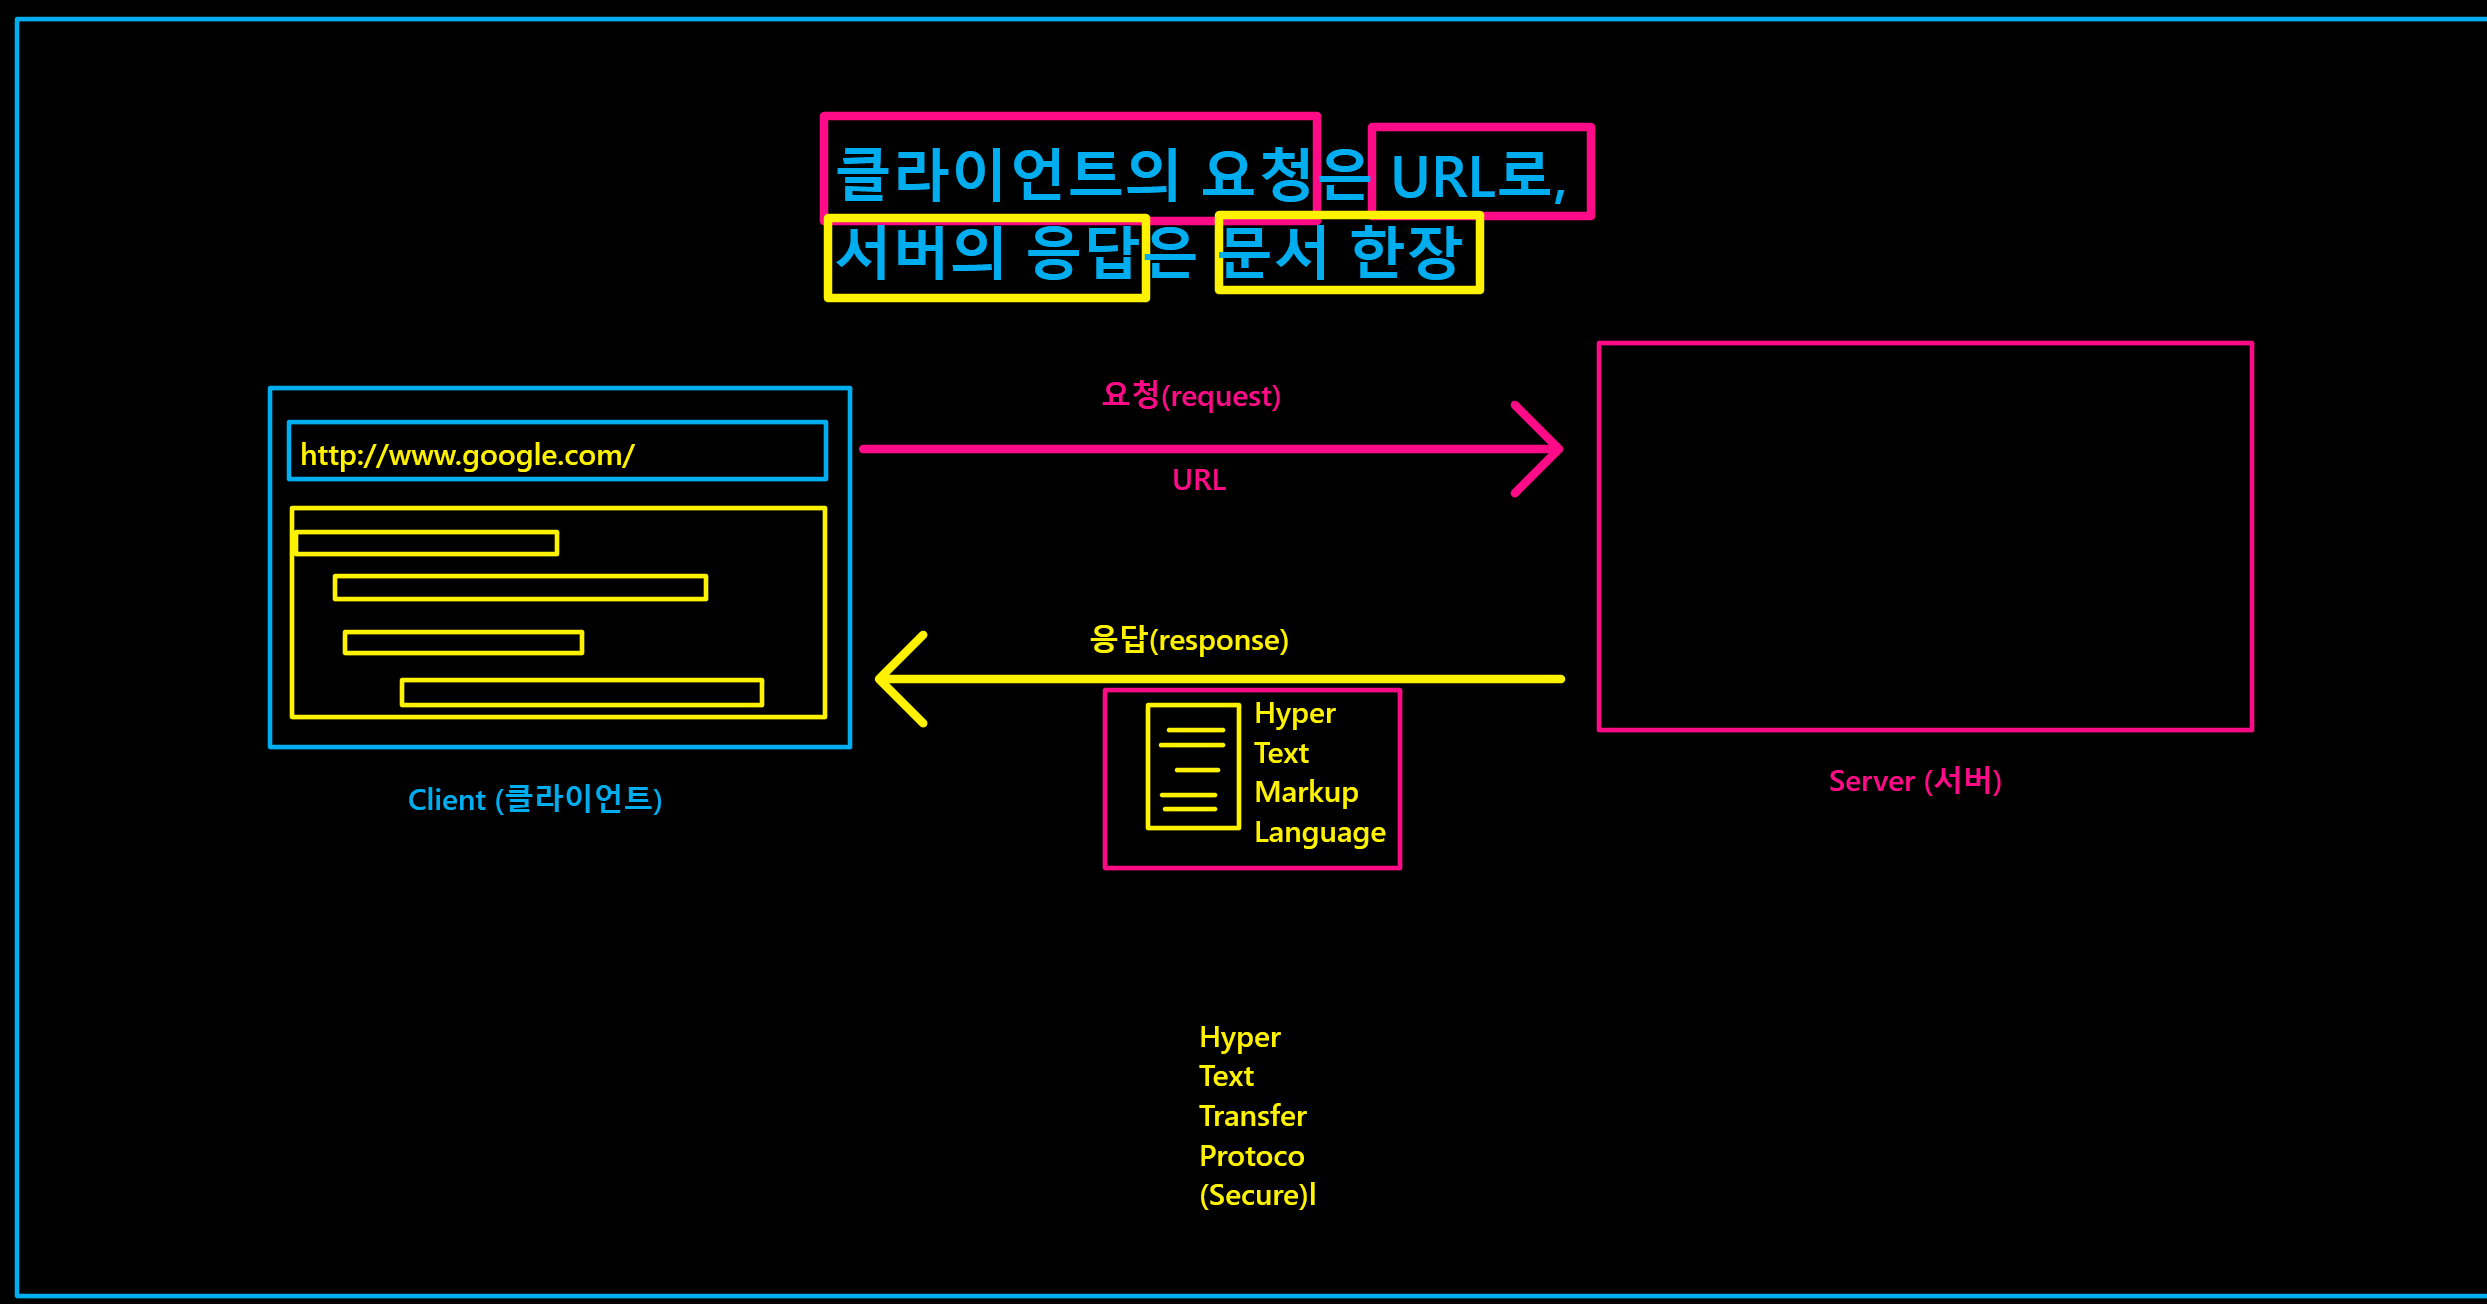 클라이언트의 요청은 URL로,
서버의 응답은 문서 한장
요청(request)
http://www.google.com/
URL
응답(response)
Hyper
Text
Markup
Language
Client (클라이언트)
Server (서버)
Hyper
Text
Transfer
Protoco
(Secure)l